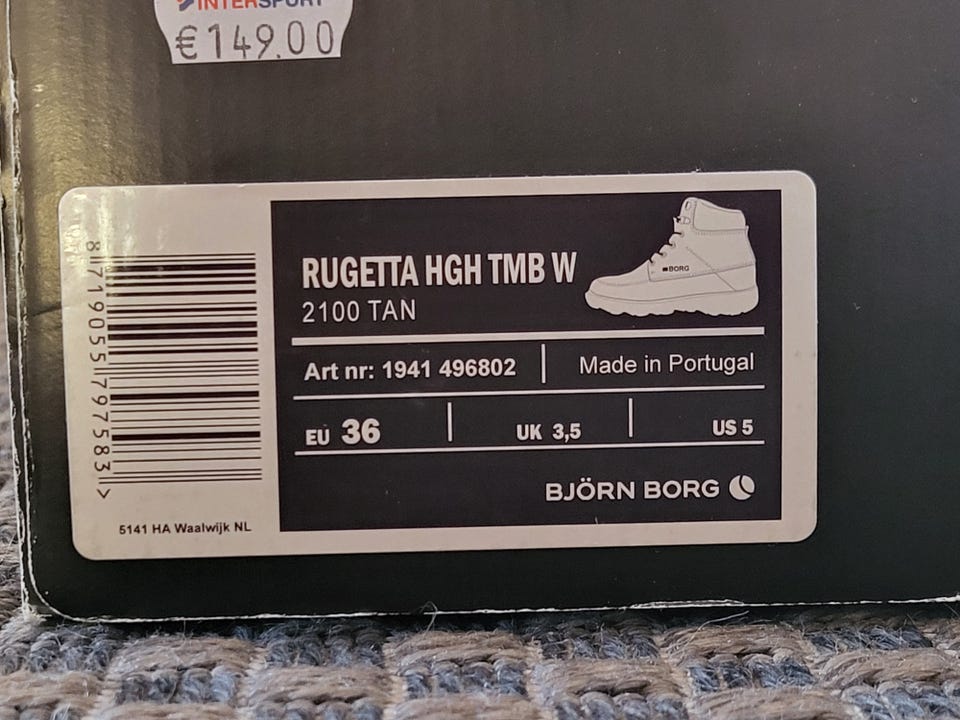 INTERSPORT
€149.00
RUGETTA HGH TMB W
2100 TAN
BORG
Art nr: 1941 496802
Made in Portugal
EU 36
UK 3,5
US 5
BJÖRN BORG
8719055797583>
5141 HA Waalwijk NL